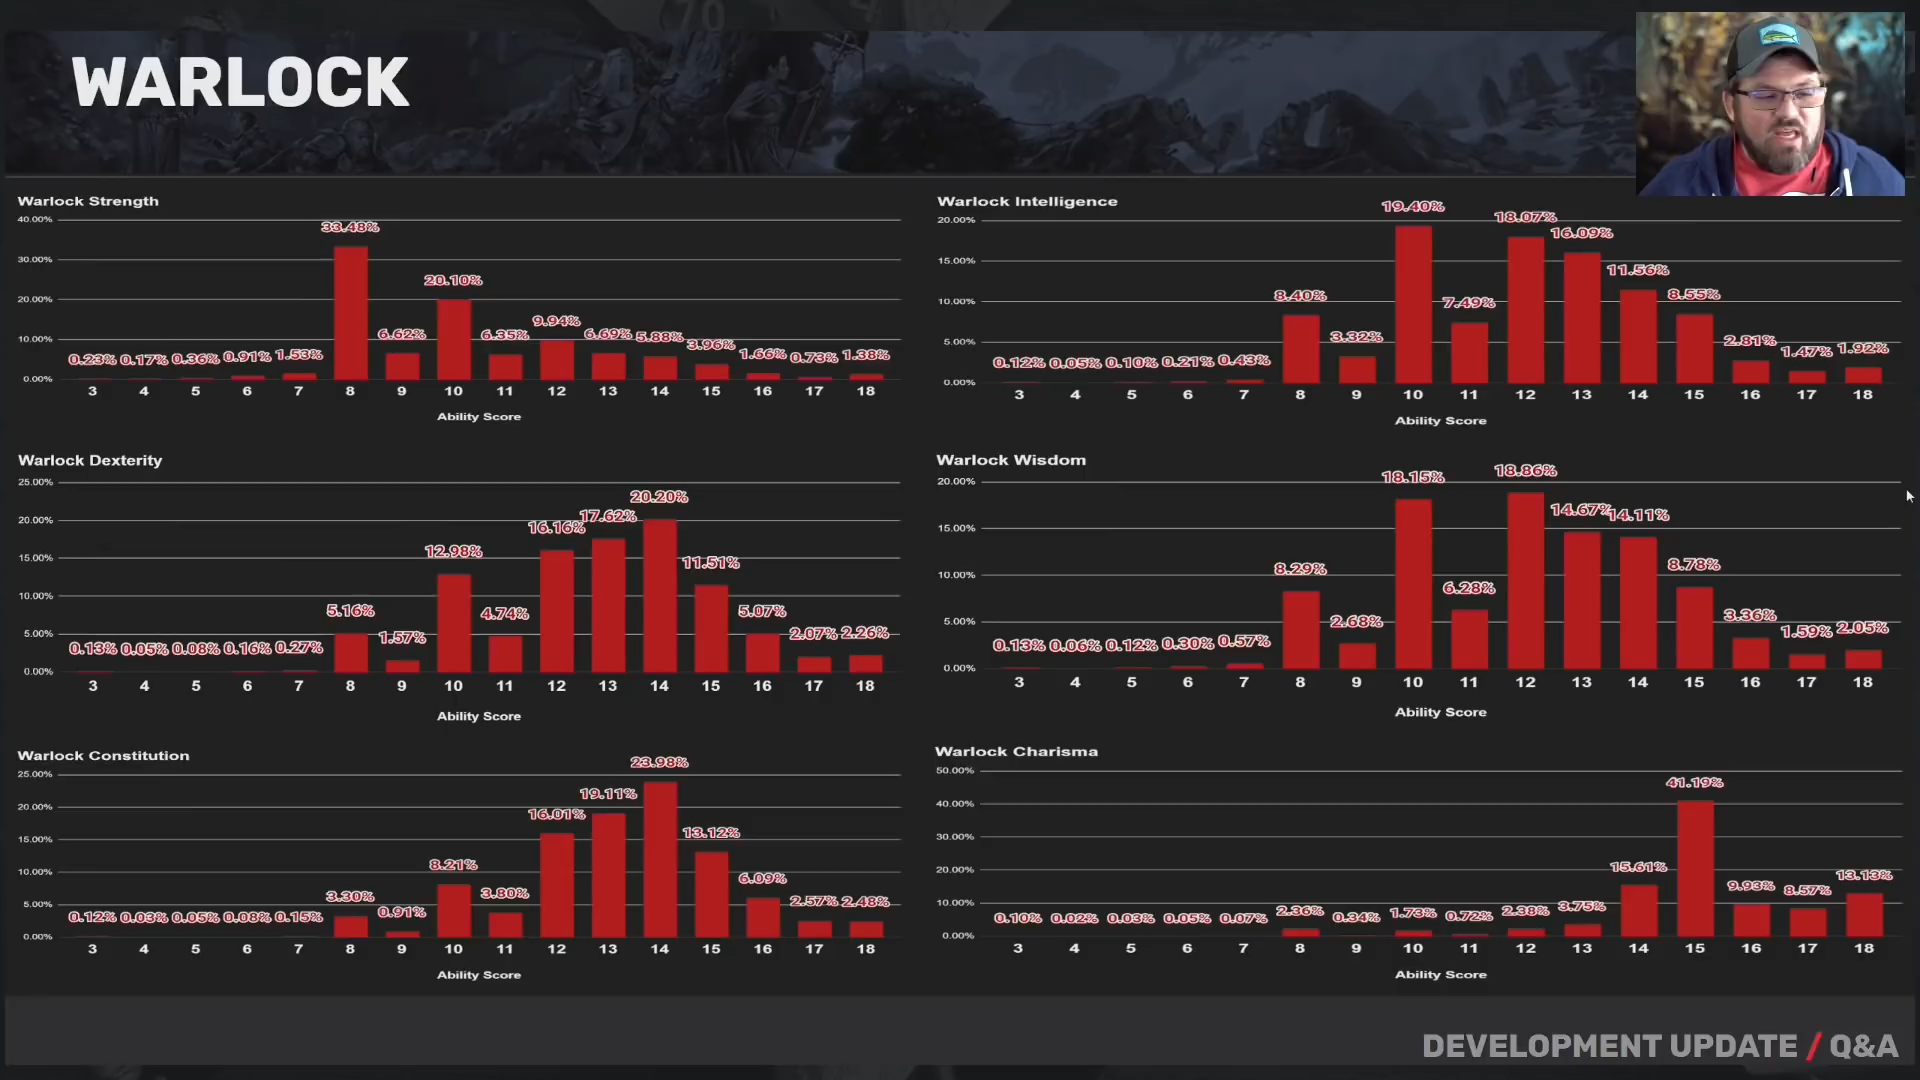 WARLOCK
Warlock Strength
40.00%
30.00%
20.00%
10.00%
0.00%
0.23% 0.17% 0.36% 0.91% 1.53% 33.48% 6.62% 20.10% 6.35% 9.94% 6.69% 5.88% 3.96% 1.66% 0.73% 1.38%
3 4 5 6 7 8 9 10 11 12 13 14 15 16 17 18
Ability Score
Warlock Dexterity
25.00%
20.00%
15.00%
10.00%
5.00%
0.00%
0.13% 0.05% 0.08% 0.16% 0.27% 5.16% 1.57% 12.98% 4.74% 16.16% 17.62% 20.20% 11.51% 5.07% 2.07% 2.26%
3 4 5 6 7 8 9 10 11 12 13 14 15 16 17 18
Ability Score
Warlock Constitution
25.00%
20.00%
15.00%
10.00%
5.00%
0.00%
0.12% 0.03% 0.05% 0.08% 0.15% 3.30% 0.91% 8.21% 3.80% 16.01% 19.11% 23.98% 13.12% 6.09% 2.57% 2.48%
3 4 5 6 7 8 9 10 11 12 13 14 15 16 17 18
Ability Score
Warlock Intelligence
20.00%
15.00%
10.00%
5.00%
0.00%
0.12% 0.05% 0.10% 0.21% 0.43% 8.40% 3.32% 19.40% 7.49% 18.07% 16.09% 11.56% 8.55% 2.81% 1.47% 1.92%
3 4 5 6 7 8 9 10 11 12 13 14 15 16 17 18
Ability Score
Warlock Wisdom
20.00%
15.00%
10.00%
5.00%
0.00%
0.13% 0.06% 0.12% 0.30% 0.57% 8.29% 2.68% 18.15% 6.28% 18.86% 14.67% 14.11% 8.78% 3.36% 1.59% 2.05%
3 4 5 6 7 8 9 10 11 12 13 14 15 16 17 18
Ability Score
Warlock Charisma
50.00%
40.00%
30.00%
20.00%
10.00%
0.00%
0.10% 0.02% 0.03% 0.05% 0.07% 2.36% 0.34% 1.73% 0.72% 2.38% 3.75% 15.61% 41.19% 9.93% 8.57% 13.13%
3 4 5 6 7 8 9 10 11 12 13 14 15 16 17 18
Ability Score
DEVELOPMENT UPDATE / Q&A